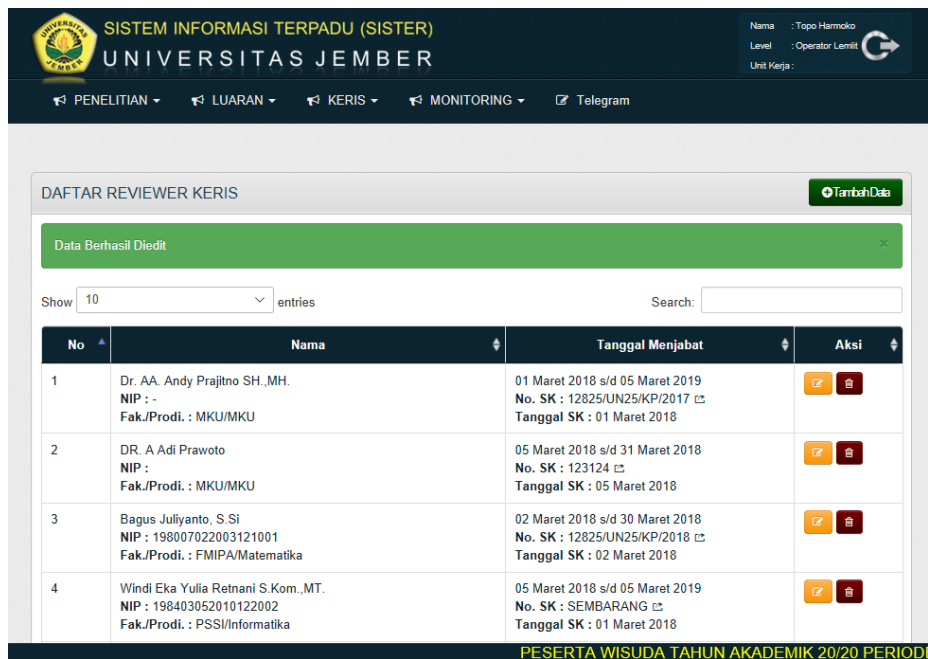 UNIVERSITAS
JEMBER
SISTEM INFORMASI TERPADU (SISTER)
UNIVERSITAS JEMBER
Nama : Topo Harmoko
Level : Operator Lemlit
Unit Kerja :
PENELITIAN
LUARAN
KERIS
MONITORING
Telegram
DAFTAR REVIEWER KERIS
Tambah Data
Data Berhasil Diedit ×
Show 10 entries
Search:
No Nama Tanggal Menjabat Aksi
1 Dr. AA. Andy Prajitno SH.,MH. 01 Maret 2018 s/d 05 Maret 2019
NIP : - No. SK : 12825/UN25/KP/2017
Fak./Prodi. : MKU/MKU Tanggal SK : 01 Maret 2018
2 DR. A Adi Prawoto 05 Maret 2018 s/d 31 Maret 2018
NIP : No. SK : 123124
Fak./Prodi. : MKU/MKU Tanggal SK : 05 Maret 2018
3 Bagus Juliyanto, S.Si 02 Maret 2018 s/d 30 Maret 2018
NIP : 198007022003121001 No. SK : 12825/UN25/KP/2018
Fak./Prodi. : FMIPA/Matematika Tanggal SK : 02 Maret 2018
4 Windi Eka Yulia Retnani S.Kom.,MT. 05 Maret 2018 s/d 05 Maret 2019
NIP : 198403052010122002 No. SK : SEMBARANG
Fak./Prodi. : PSSI/Informatika Tanggal SK : 01 Maret 2018
PESERTA WISUDA TAHUN AKADEMIK 20/20 PERIOD